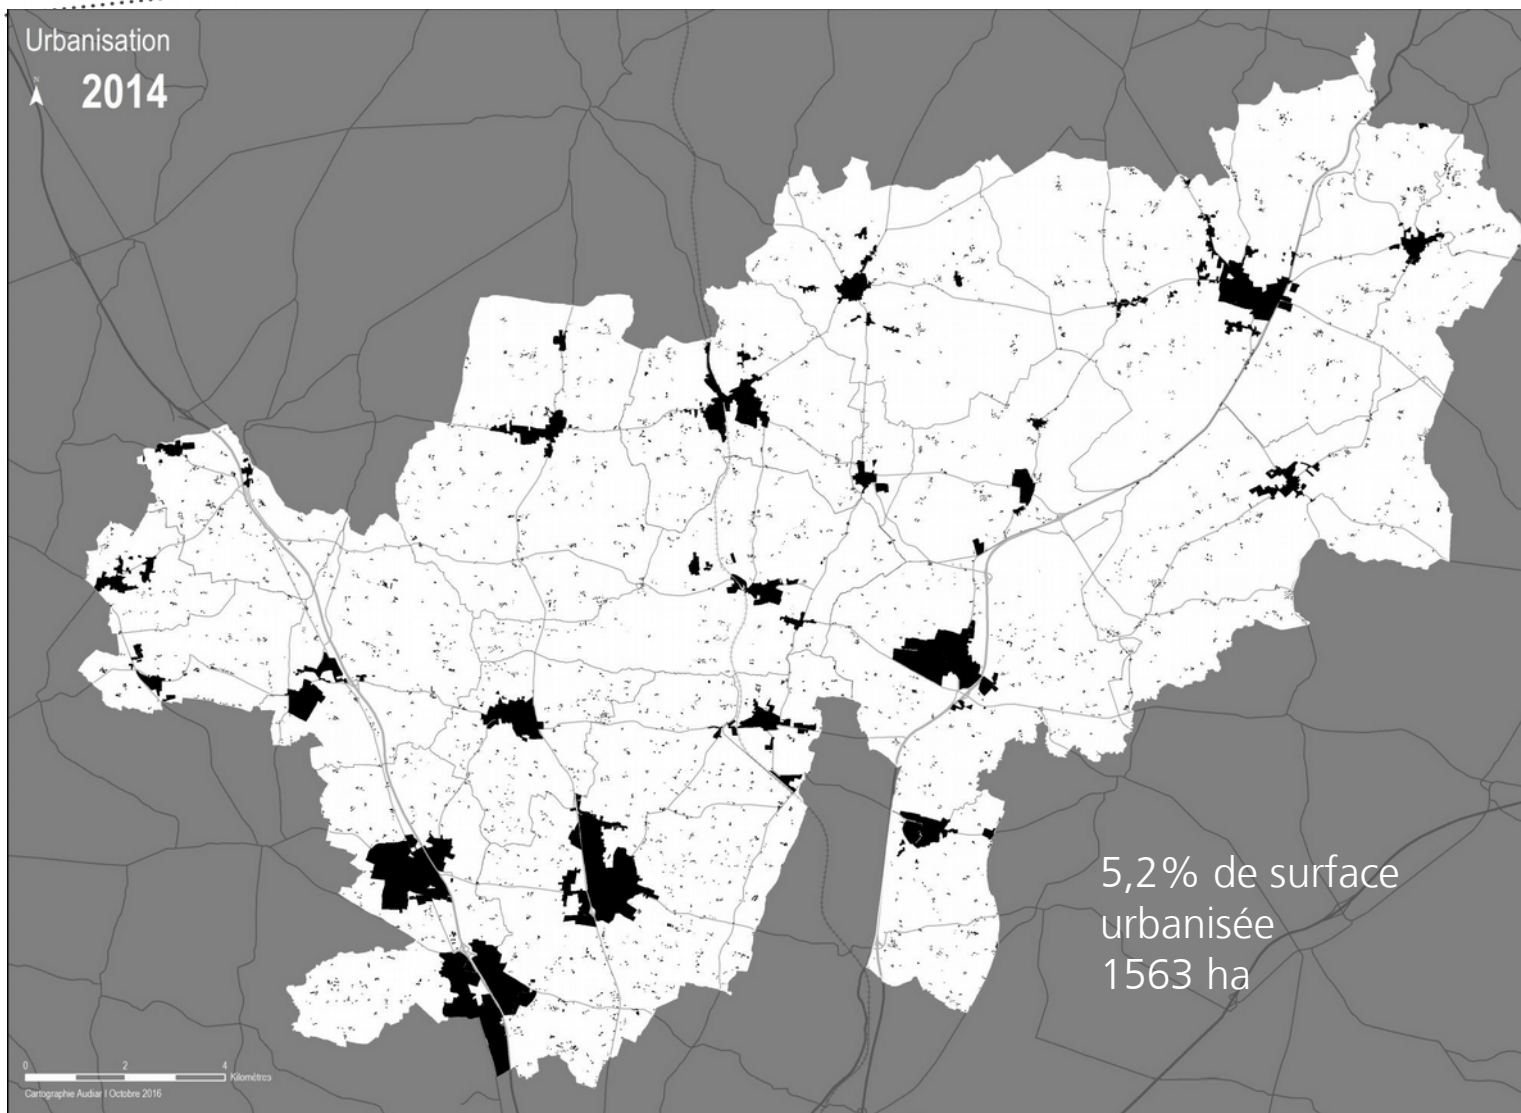 Urbanisation
N
2014
5,2% de surface
urbanisée
1563 ha
0 2 4
Kilomètres
Cartographie Audiar I Octobre 2016